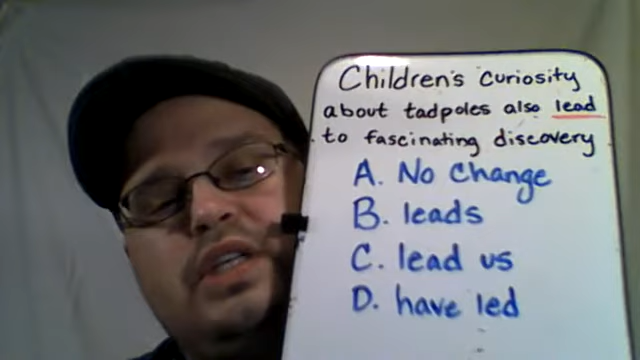 Children's curiosity
about tadpoles also lead
to fascinating discovery
A. No Change
B. leads
C. lead us
D. have led